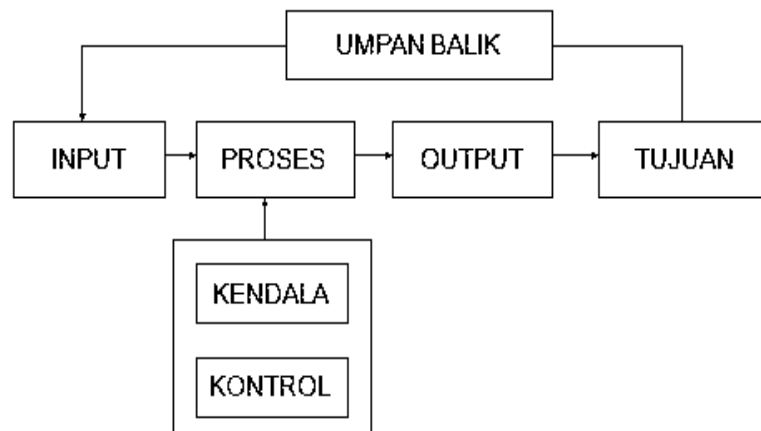 UMPAN BALIK
INPUT
PROSES
OUTPUT
TUJUAN
KENDALA
KONTROL